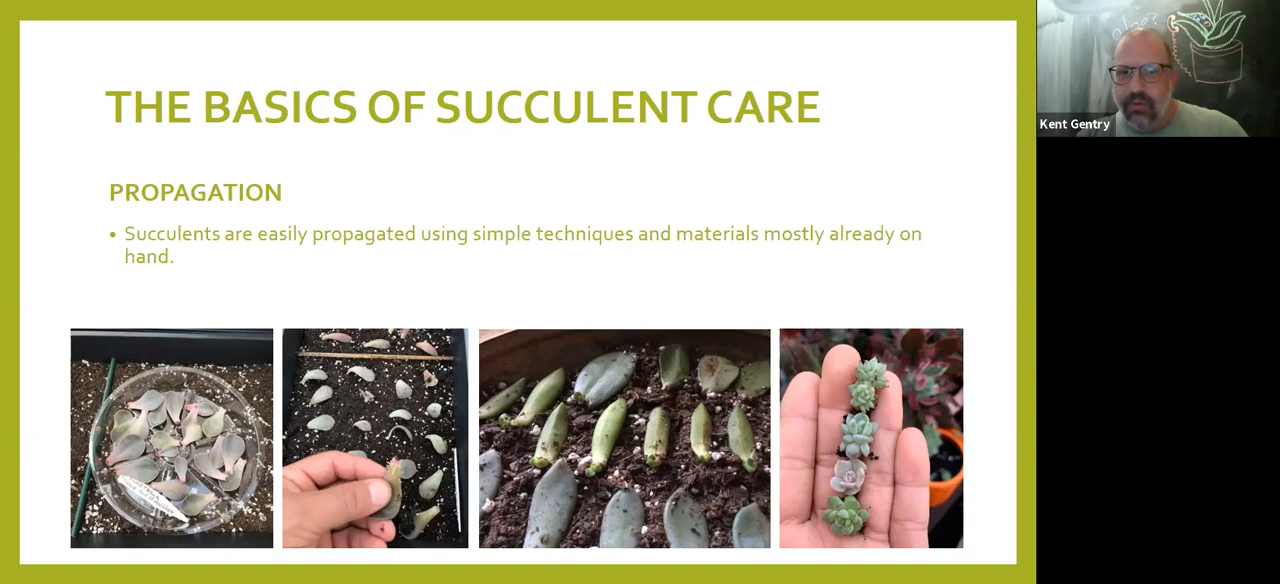 THE BASICS OF SUCCULENT CARE
PROPAGATION
• Succulents are easily propagated using simple techniques and materials mostly already on
hand.
Kent Gentry